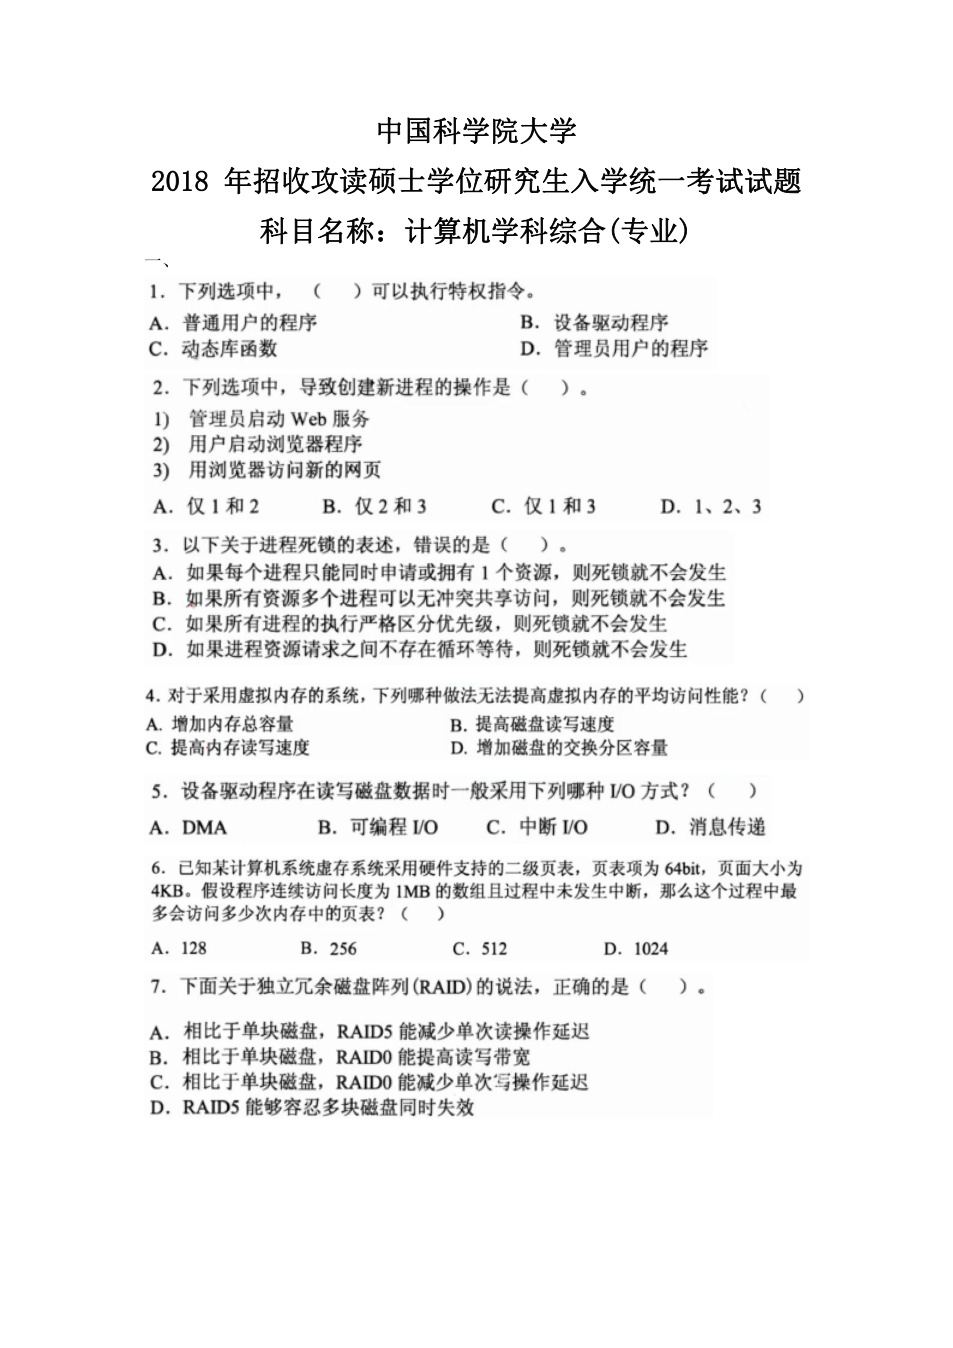 中国科学院大学
2018 年招收攻读硕士学位研究生入学统一考试试题
科目名称：计算机学科综合(专业)
一、
1．下列选项中，（　　）可以执行特权指令。
A．普通用户的程序　　B．设备驱动程序
C．动态库函数　　D．管理员用户的程序
2．下列选项中，导致创建新进程的操作是（　　）。
1)　管理员启动 Web 服务
2)　用户启动浏览器程序
3)　用浏览器访问新的网页
A．仅 1 和 2　　B．仅 2 和 3　　C．仅 1 和 3　　D．1、2、3
3．以下关于进程死锁的表述，错误的是（　　）。
A．如果每个进程只能同时申请或拥有 1 个资源，则死锁就不会发生
B．如果所有资源多个进程可以无冲突共享访问，则死锁就不会发生
C．如果所有进程的执行严格区分优先级，则死锁就不会发生
D．如果进程资源请求之间不存在循环等待，则死锁就不会发生
4. 对于采用虚拟内存的系统，下列哪种做法无法提高虚拟内存的平均访问性能？（　　）
A. 增加内存总容量　　B. 提高磁盘读写速度
C. 提高内存读写速度　　D. 增加磁盘的交换分区容量
5．设备驱动程序在读写磁盘数据时一般采用下列哪种 I/O 方式？（　　）
A．DMA　　B．可编程 I/O　　C．中断 I/O　　D．消息传递
6．已知某计算机系统虚存系统采用硬件支持的二级页表，页表项为 64bit，页面大小为
4KB。假设程序连续访问长度为 1MB 的数组且过程中未发生中断，那么这个过程中最
多会访问多少次内存中的页表？（　　）
A．128　　B．256　　C．512　　D．1024
7．下面关于独立冗余磁盘阵列(RAID)的说法，正确的是（　　）。
A．相比于单块磁盘，RAID5 能减少单次读操作延迟
B．相比于单块磁盘，RAID0 能提高读写带宽
C．相比于单块磁盘，RAID0 能减少单次写操作延迟
D．RAID5 能够容忍多块磁盘同时失效